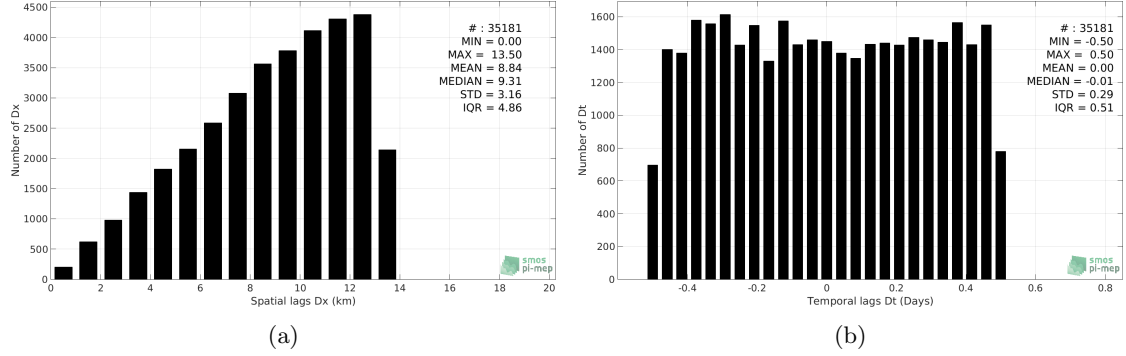 4500
4000
3500
3000
2500
2000
1500
1000
500
0
Number of Dx
# : 35181
MIN = 0.00
MAX = 13.50
MEAN = 8.84
MEDIAN = 9.31
STD = 3.16
IQR = 4.86
smos
pi-mep
0 2 4 6 8 10 12 14 16 18 20
Spatial lags Dx (km)
(a)
1600
1400
1200
1000
800
600
400
200
0
Number of Dt
# : 35181
MIN = -0.50
MAX = 0.50
MEAN = 0.00
MEDIAN = -0.01
STD = 0.29
IQR = 0.51
smos
pi-mep
-0.4 -0.2 0 0.2 0.4 0.6 0.8
Temporal lags Dt (Days)
(b)